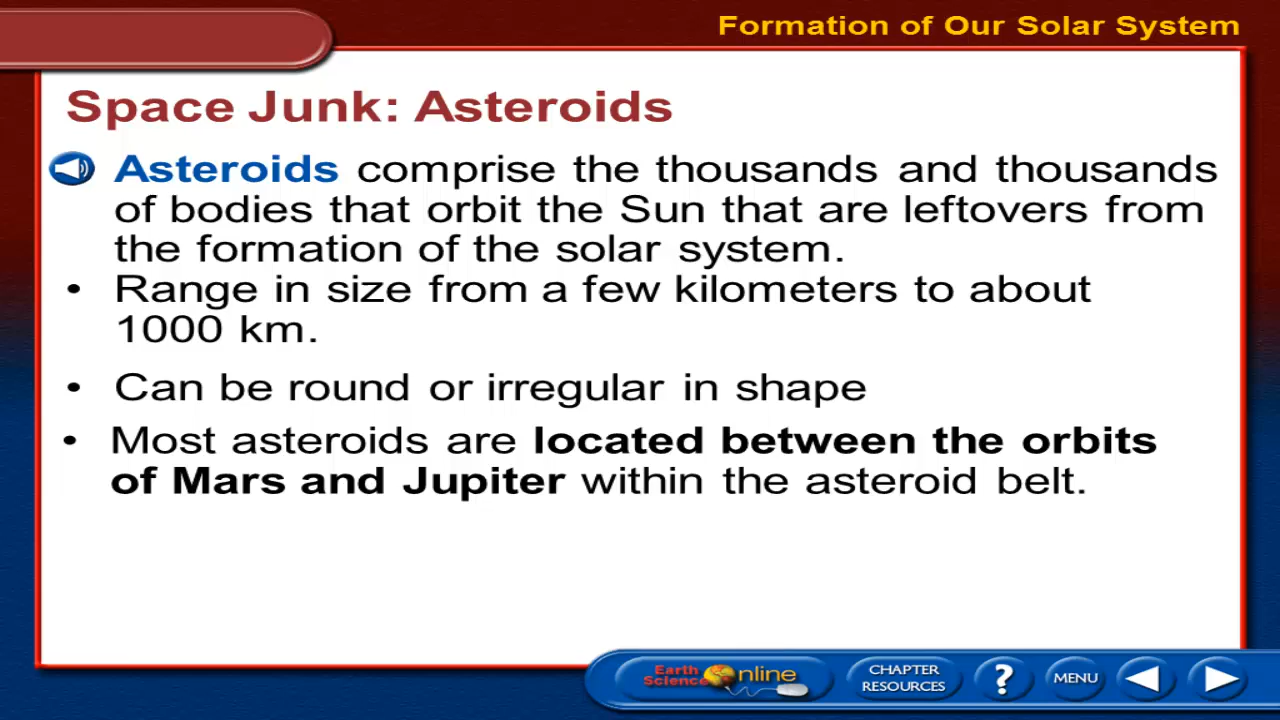 Formation of Our Solar System
Space Junk: Asteroids
Asteroids comprise the thousands and thousands
of bodies that orbit the Sun that are leftovers from
the formation of the solar system.
• Range in size from a few kilometers to about
1000 km.
• Can be round or irregular in shape
• Most asteroids are located between the orbits
of Mars and Jupiter within the asteroid belt.
Earth
Science nline
CHAPTER
RESOURCES
?
MENU